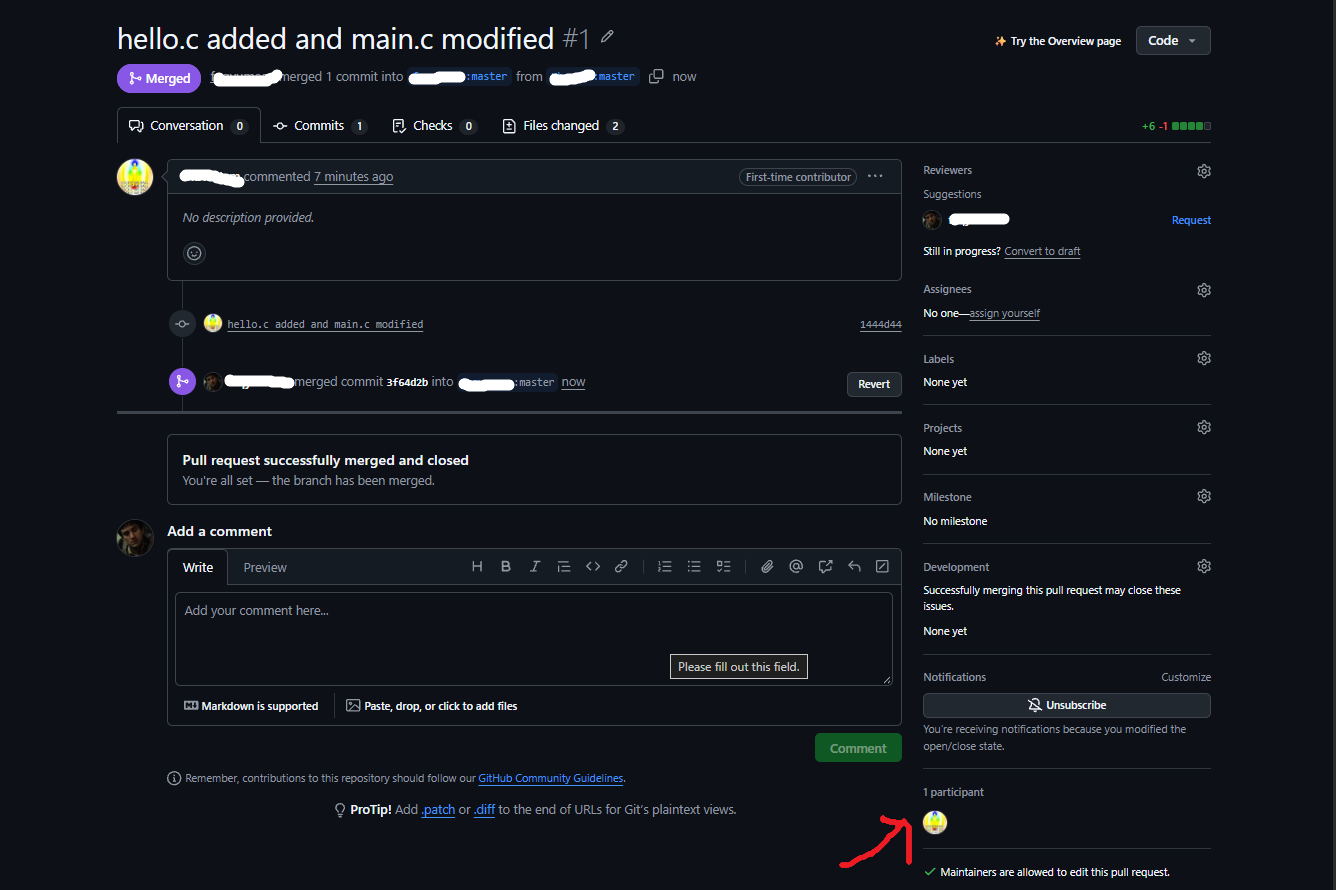 hello.c added and main.c modified #1
Try the Overview page
Code
Merged
merged 1 commit into :master from :master now
Conversation 0
Commits 1
Checks 0
Files changed 2
+6 -1
commented 7 minutes ago
First-time contributor
No description provided.
hello.c added and main.c modified
1444d44
merged commit 3f64d2b into :master now
Revert
Pull request successfully merged and closed
You're all set — the branch has been merged.
Add a comment
Write
Preview
Add your comment here...
Please fill out this field.
Markdown is supported
Paste, drop, or click to add files
Comment
Remember, contributions to this repository should follow our GitHub Community Guidelines.
ProTip! Add .patch or .diff to the end of URLs for Git's plaintext views.
Reviewers
Suggestions
Request
Still in progress? Convert to draft
Assignees
No one—assign yourself
Labels
None yet
Projects
None yet
Milestone
No milestone
Development
Successfully merging this pull request may close these
issues.
None yet
Notifications
Customize
Unsubscribe
You're receiving notifications because you modified the
open/close state.
1 participant
Maintainers are allowed to edit this pull request.